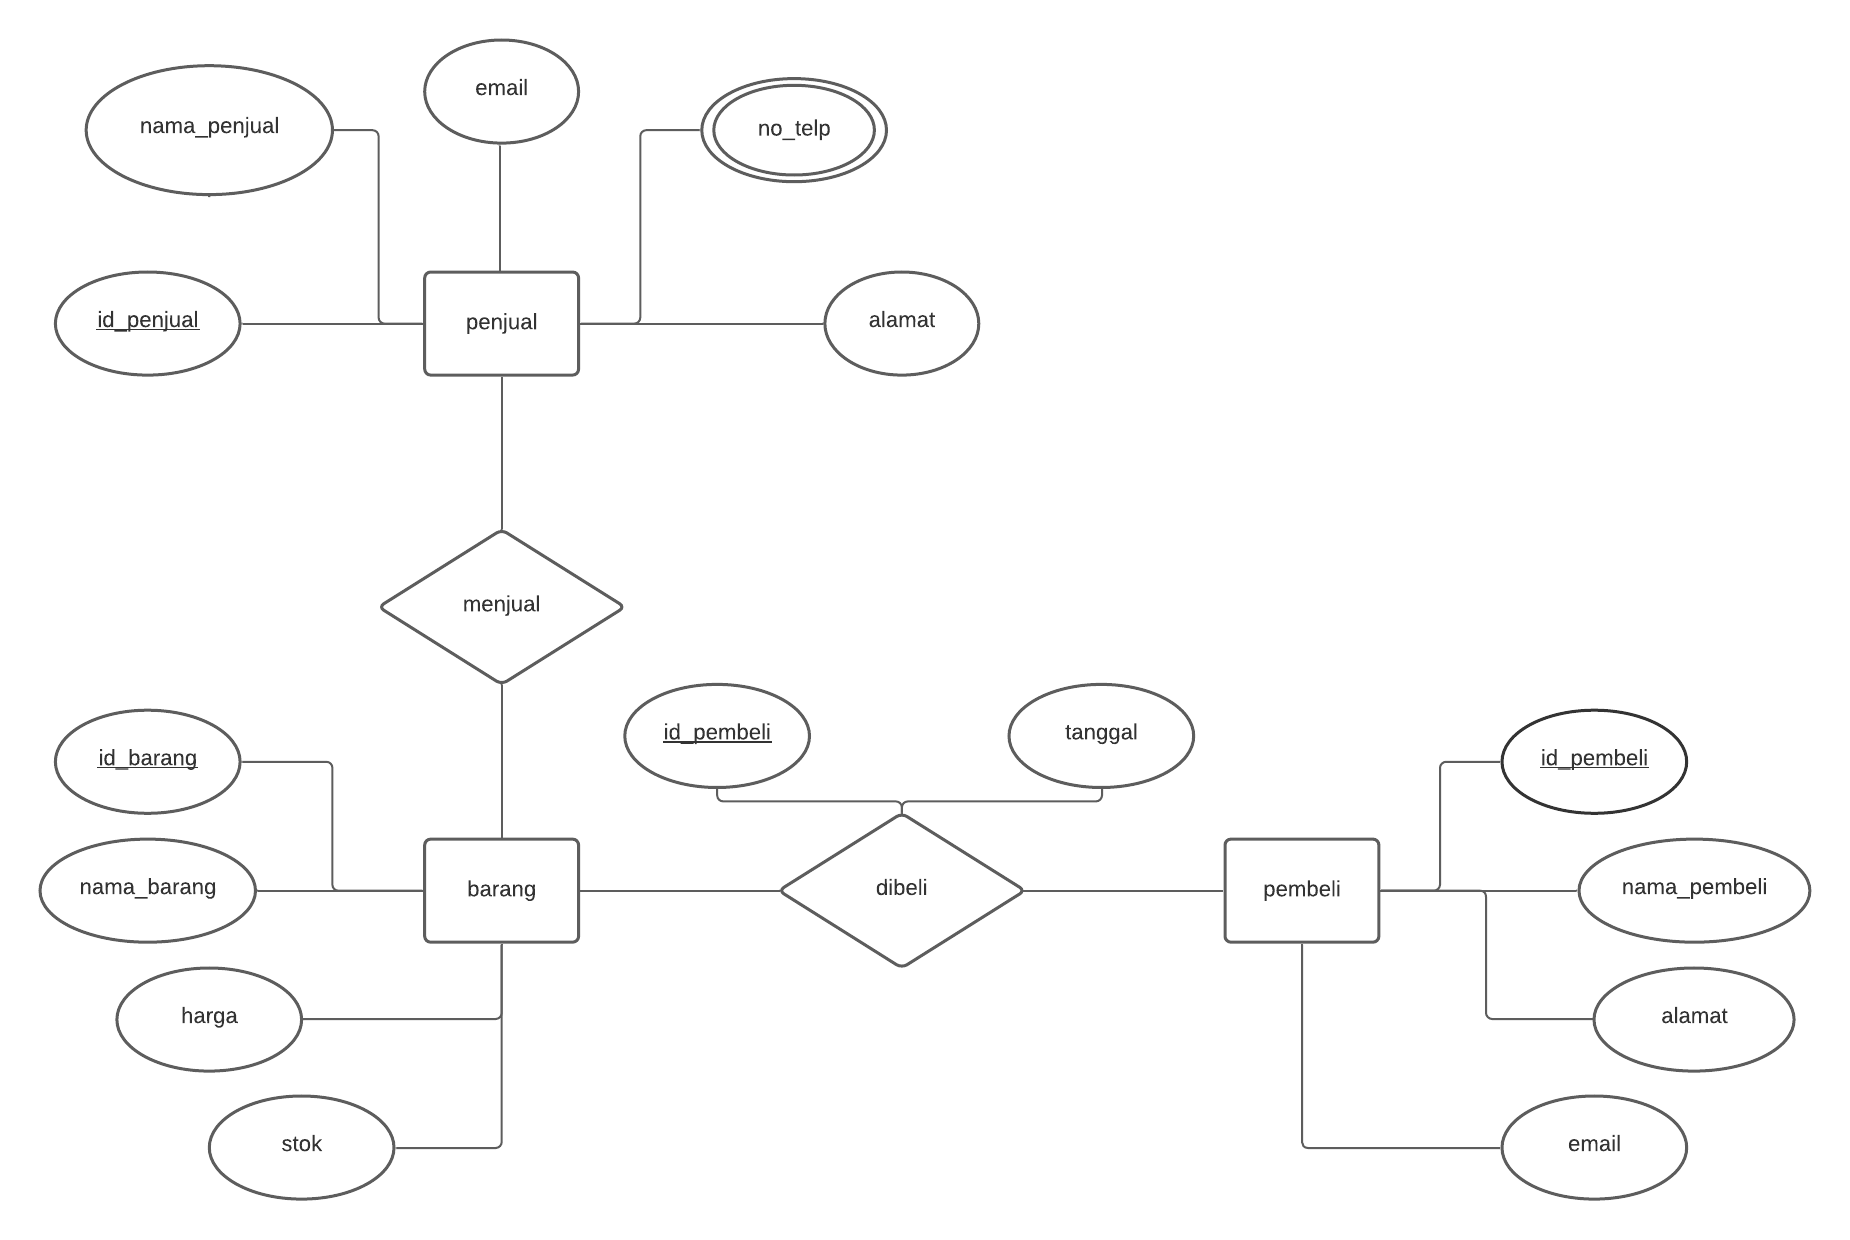 email
nama_penjual
no_telp
id_penjual
penjual
alamat
menjual
id_pembeli
tanggal
id_barang
id_pembeli
nama_barang
barang
dibeli
pembeli
nama_pembeli
harga
alamat
stok
email